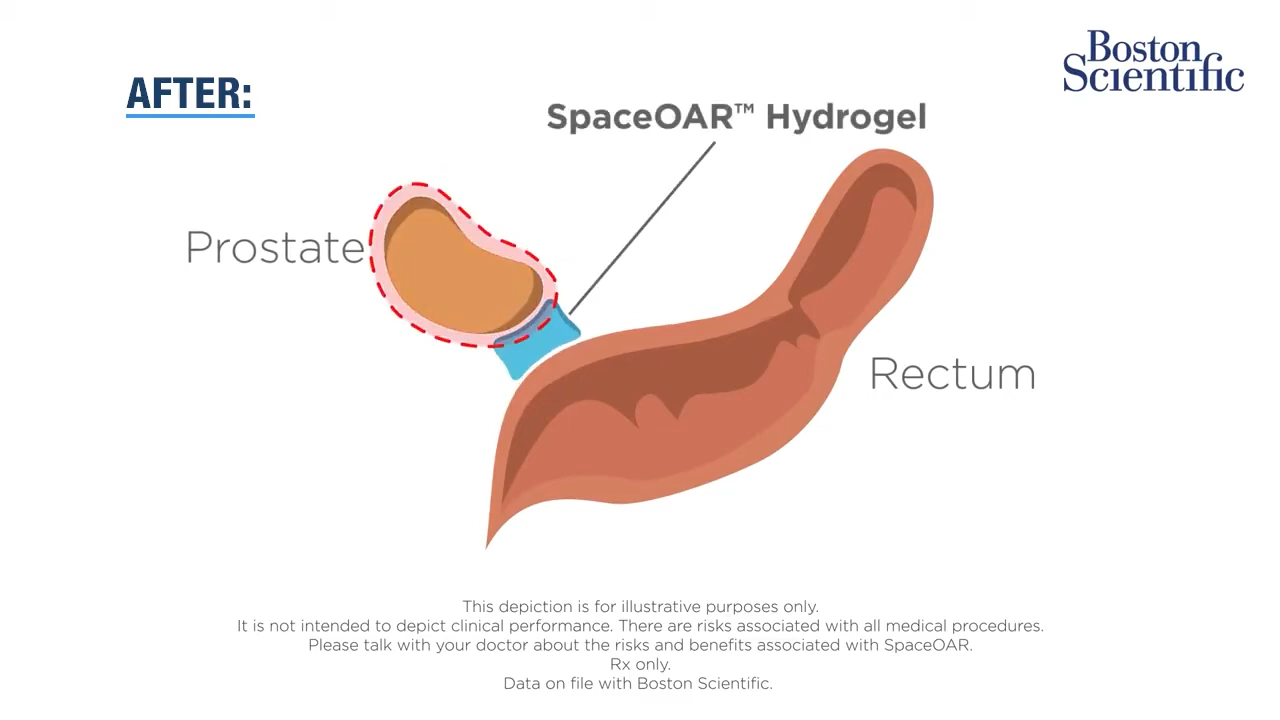 Boston
Scientific
AFTER:
SpaceOAR™ Hydrogel
Prostate
Rectum
This depiction is for illustrative purposes only.
It is not intended to depict clinical performance. There are risks associated with all medical procedures.
Please talk with your doctor about the risks and benefits associated with SpaceOAR.
Rx only.
Data on file with Boston Scientific.